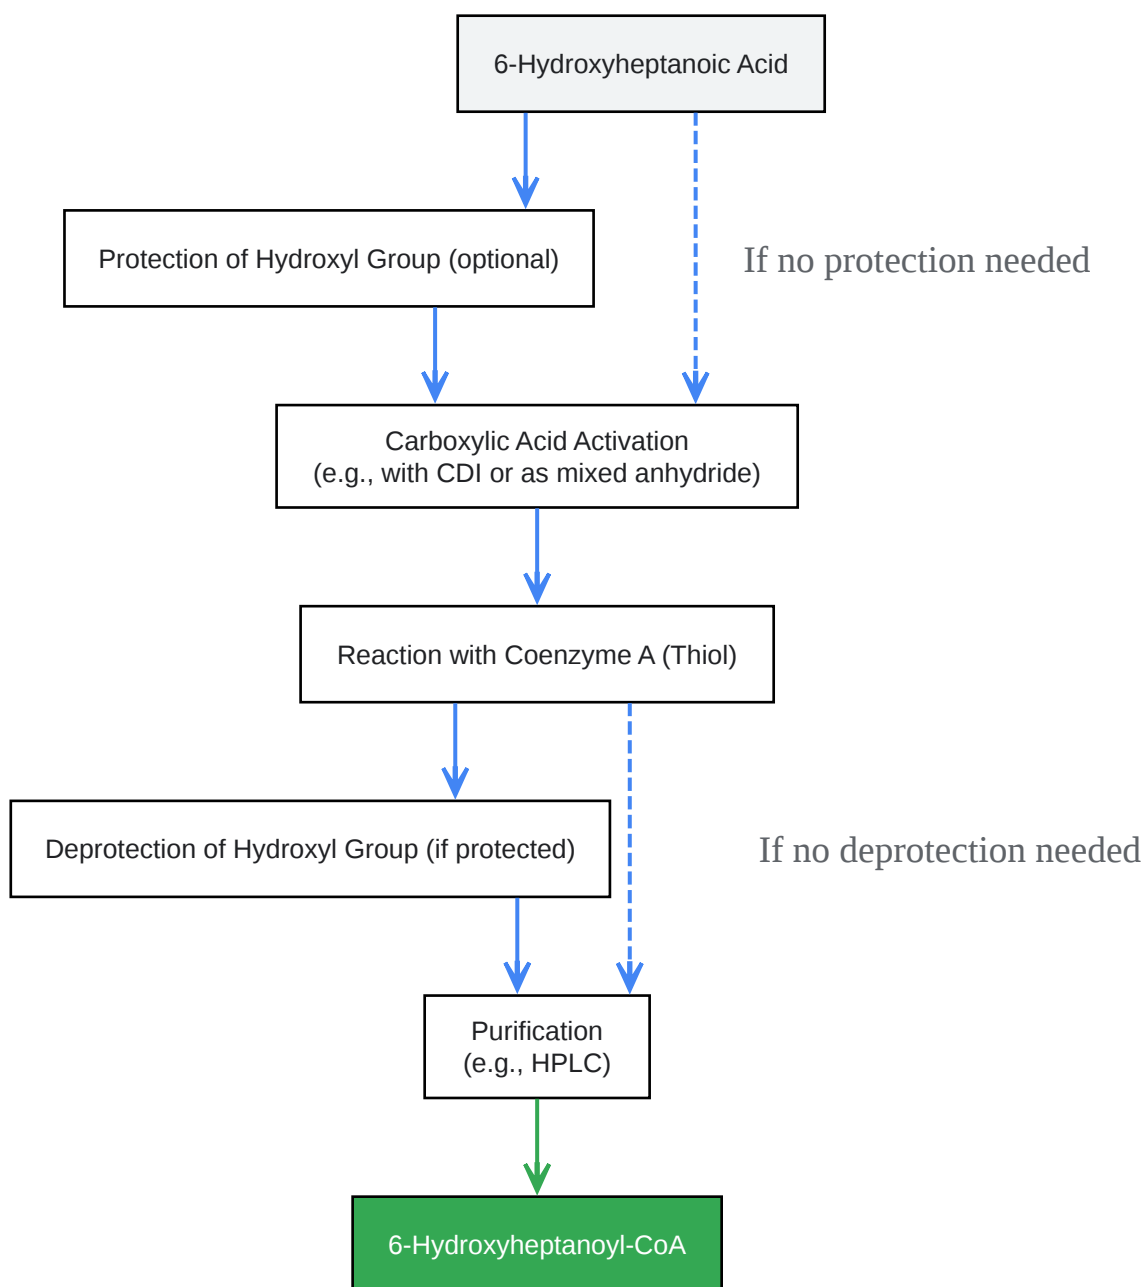 6-Hydroxyheptanoic Acid
Protection of Hydroxyl Group (optional)
If no protection needed
Carboxylic Acid Activation
(e.g., with CDI or as mixed anhydride)
Reaction with Coenzyme A (Thiol)
Deprotection of Hydroxyl Group (if protected)
If no deprotection needed
Purification
(e.g., HPLC)
6-Hydroxyheptanoyl-CoA